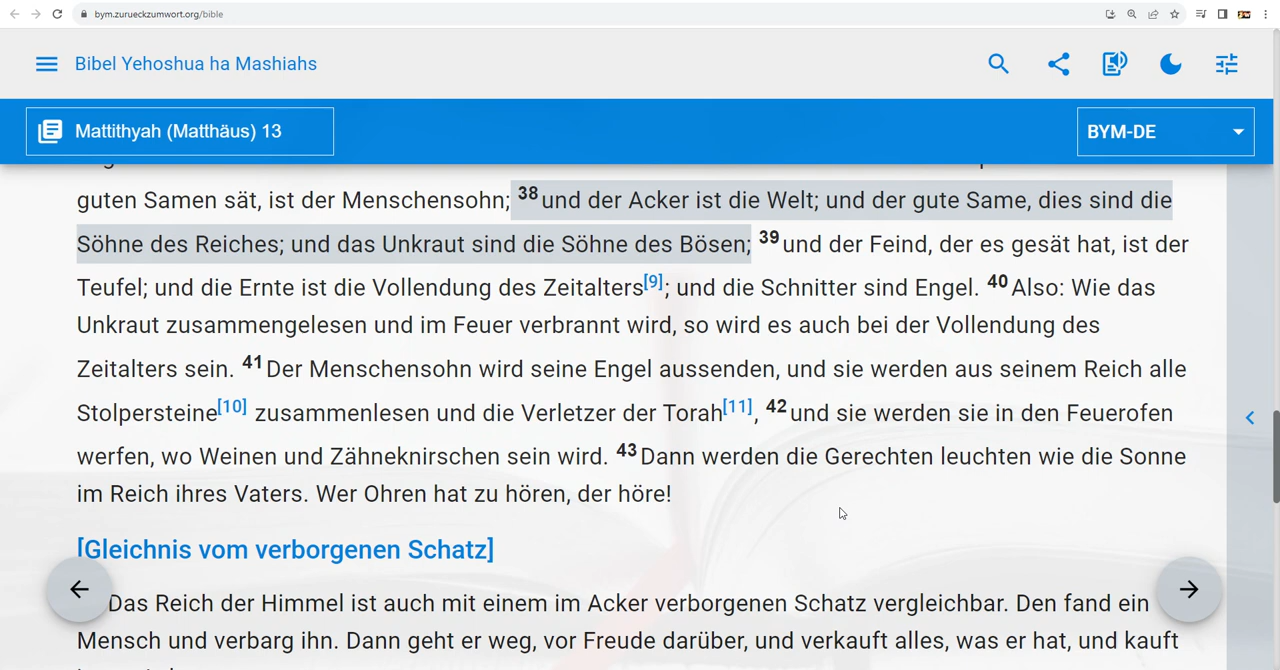 bym.zurueckzumwort.org/bible
Bibel Yehoshua ha Mashiahs
Mattithyah (Matthäus) 13
BYM-DE
guten Samen sät, ist der Menschensohn; 38 und der Acker ist die Welt; und der gute Same, dies sind die
Söhne des Reiches; und das Unkraut sind die Söhne des Bösen; 39 und der Feind, der es gesät hat, ist der
Teufel; und die Ernte ist die Vollendung des Zeitalters[9]; und die Schnitter sind Engel. 40 Also: Wie das
Unkraut zusammengelesen und im Feuer verbrannt wird, so wird es auch bei der Vollendung des
Zeitalters sein. 41 Der Menschensohn wird seine Engel aussenden, und sie werden aus seinem Reich alle
Stolpersteine[10] zusammenlesen und die Verletzer der Torah[11], 42 und sie werden sie in den Feuerofen
werfen, wo Weinen und Zähneknirschen sein wird. 43 Dann werden die Gerechten leuchten wie die Sonne
im Reich ihres Vaters. Wer Ohren hat zu hören, der höre!
[Gleichnis vom verborgenen Schatz]
Das Reich der Himmel ist auch mit einem im Acker verborgenen Schatz vergleichbar. Den fand ein
Mensch und verbarg ihn. Dann geht er weg, vor Freude darüber, und verkauft alles, was er hat, und kauft